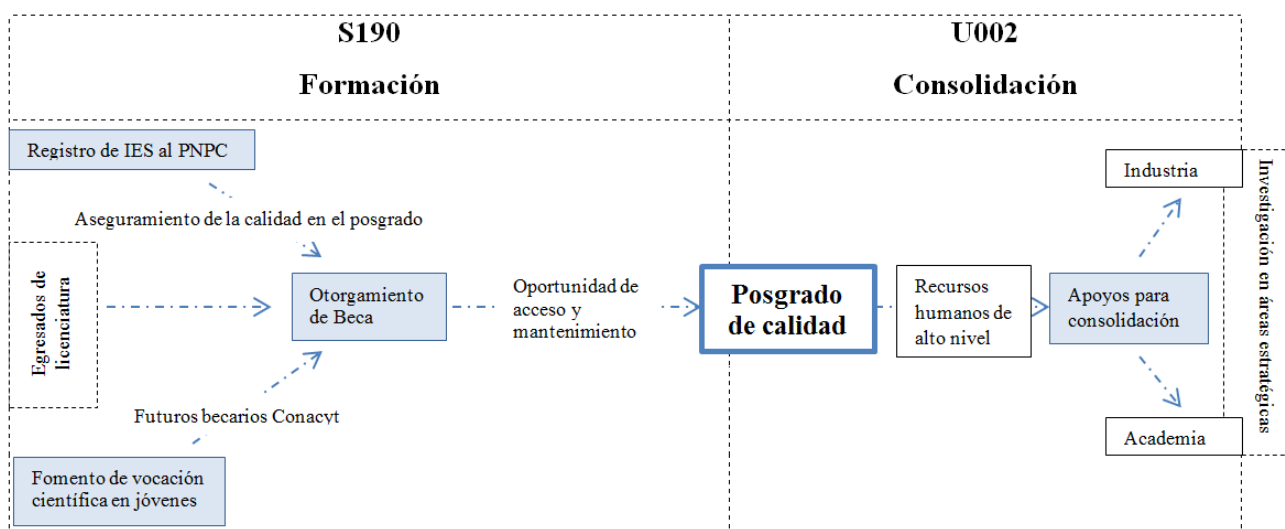 S190
Formación
U002
Consolidación
Registro de IES al PNPC
Aseguramiento de la calidad en el posgrado
Egresados de
licenciatura
Otorgamiento
de Beca
Oportunidad de
acceso y
mantenimiento
Futuros becarios Conacyt
Fomento de vocación
científica en jóvenes
Posgrado
de calidad
Recursos
humanos de
alto nivel
Apoyos para
consolidación
Industria
Academia
Investigación en áreas estratégicas